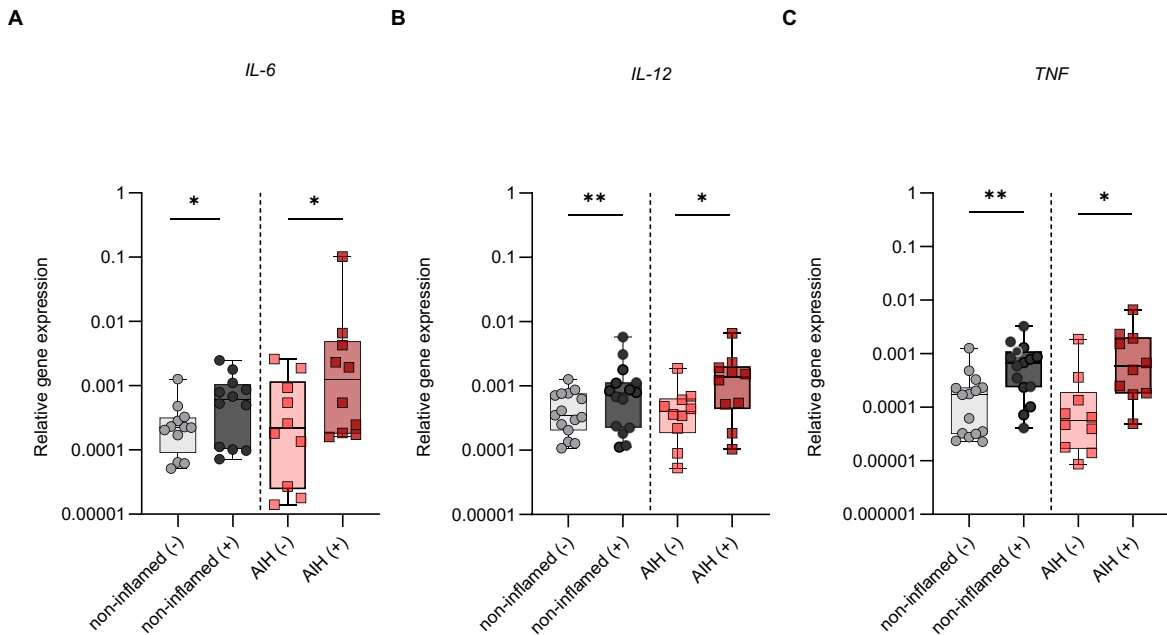 A
B
C
IL-6
IL-12
TNF
Relative gene expression
1
0.1
0.01
0.001
0.0001
0.00001
*
*
non-inflamed (-)
non-inflamed (+)
AIH (-)
AIH (+)
Relative gene expression
1
0.1
0.01
0.001
0.0001
0.00001
**
*
non-inflamed (-)
non-inflamed (+)
AIH (-)
AIH (+)
Relative gene expression
1
0.1
0.01
0.001
0.0001
0.00001
0.000001
**
*
non-inflamed (-)
non-inflamed (+)
AIH (-)
AIH (+)